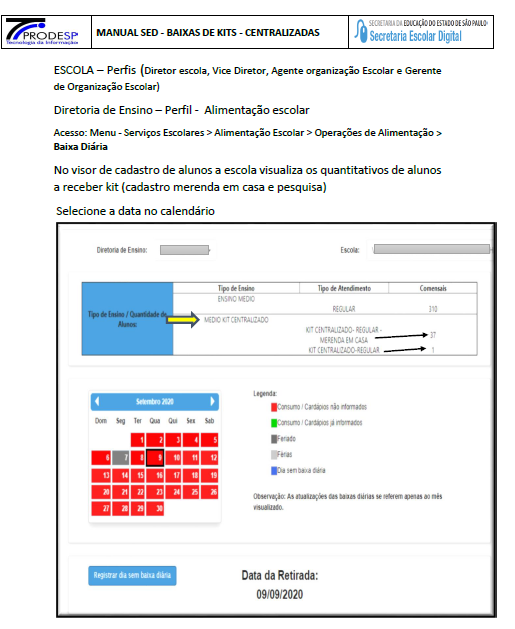 PRODESP
Tecnologia da Informação
MANUAL SED - BAIXAS DE KITS - CENTRALIZADAS
SECRETARIA DA EDUCAÇÃO DO ESTADO DE SÃO PAULO
Secretaria Escolar Digital
ESCOLA – Perfis (Diretor escola, Vice Diretor, Agente organização Escolar e Gerente
de Organização Escolar)
Diretoria de Ensino – Perfil - Alimentação escolar
Acesso: Menu - Serviços Escolares > Alimentação Escolar > Operações de Alimentação >
Baixa Diária
No visor de cadastro de alunos a escola visualiza os quantitativos de alunos
a receber kit (cadastro merenda em casa e pesquisa)
Selecione a data no calendário
Diretoria de Ensino: Escola:
Tipo de Ensino / Quantidade de
Alunos:
Tipo de Ensino Tipo de Atendimento Comensais
ENSINO MEDIO
REGULAR 310
MEDIO KIT CENTRALIZADO
KIT CENTRALIZADO- REGULAR -
MERENDA EM CASA 37
KIT CENTRALIZADO-REGULAR 1
Setembro 2020
Dom Seg Ter Qua Qui Sex Sab
1 2 3 4 5
6 7 8 9 10 11 12
13 14 15 16 17 18 19
20 21 22 23 24 25 26
27 28 29 30
Legenda:
Consumo / Cardápios não informados
Consumo / Cardápios já informados
Feriado
Férias
Dia sem baixa diária
Observação: As atualizações das baixas diárias se referem apenas ao mês
visualizado.
Registrar dia sem baixa diária
Data da Retirada:
09/09/2020